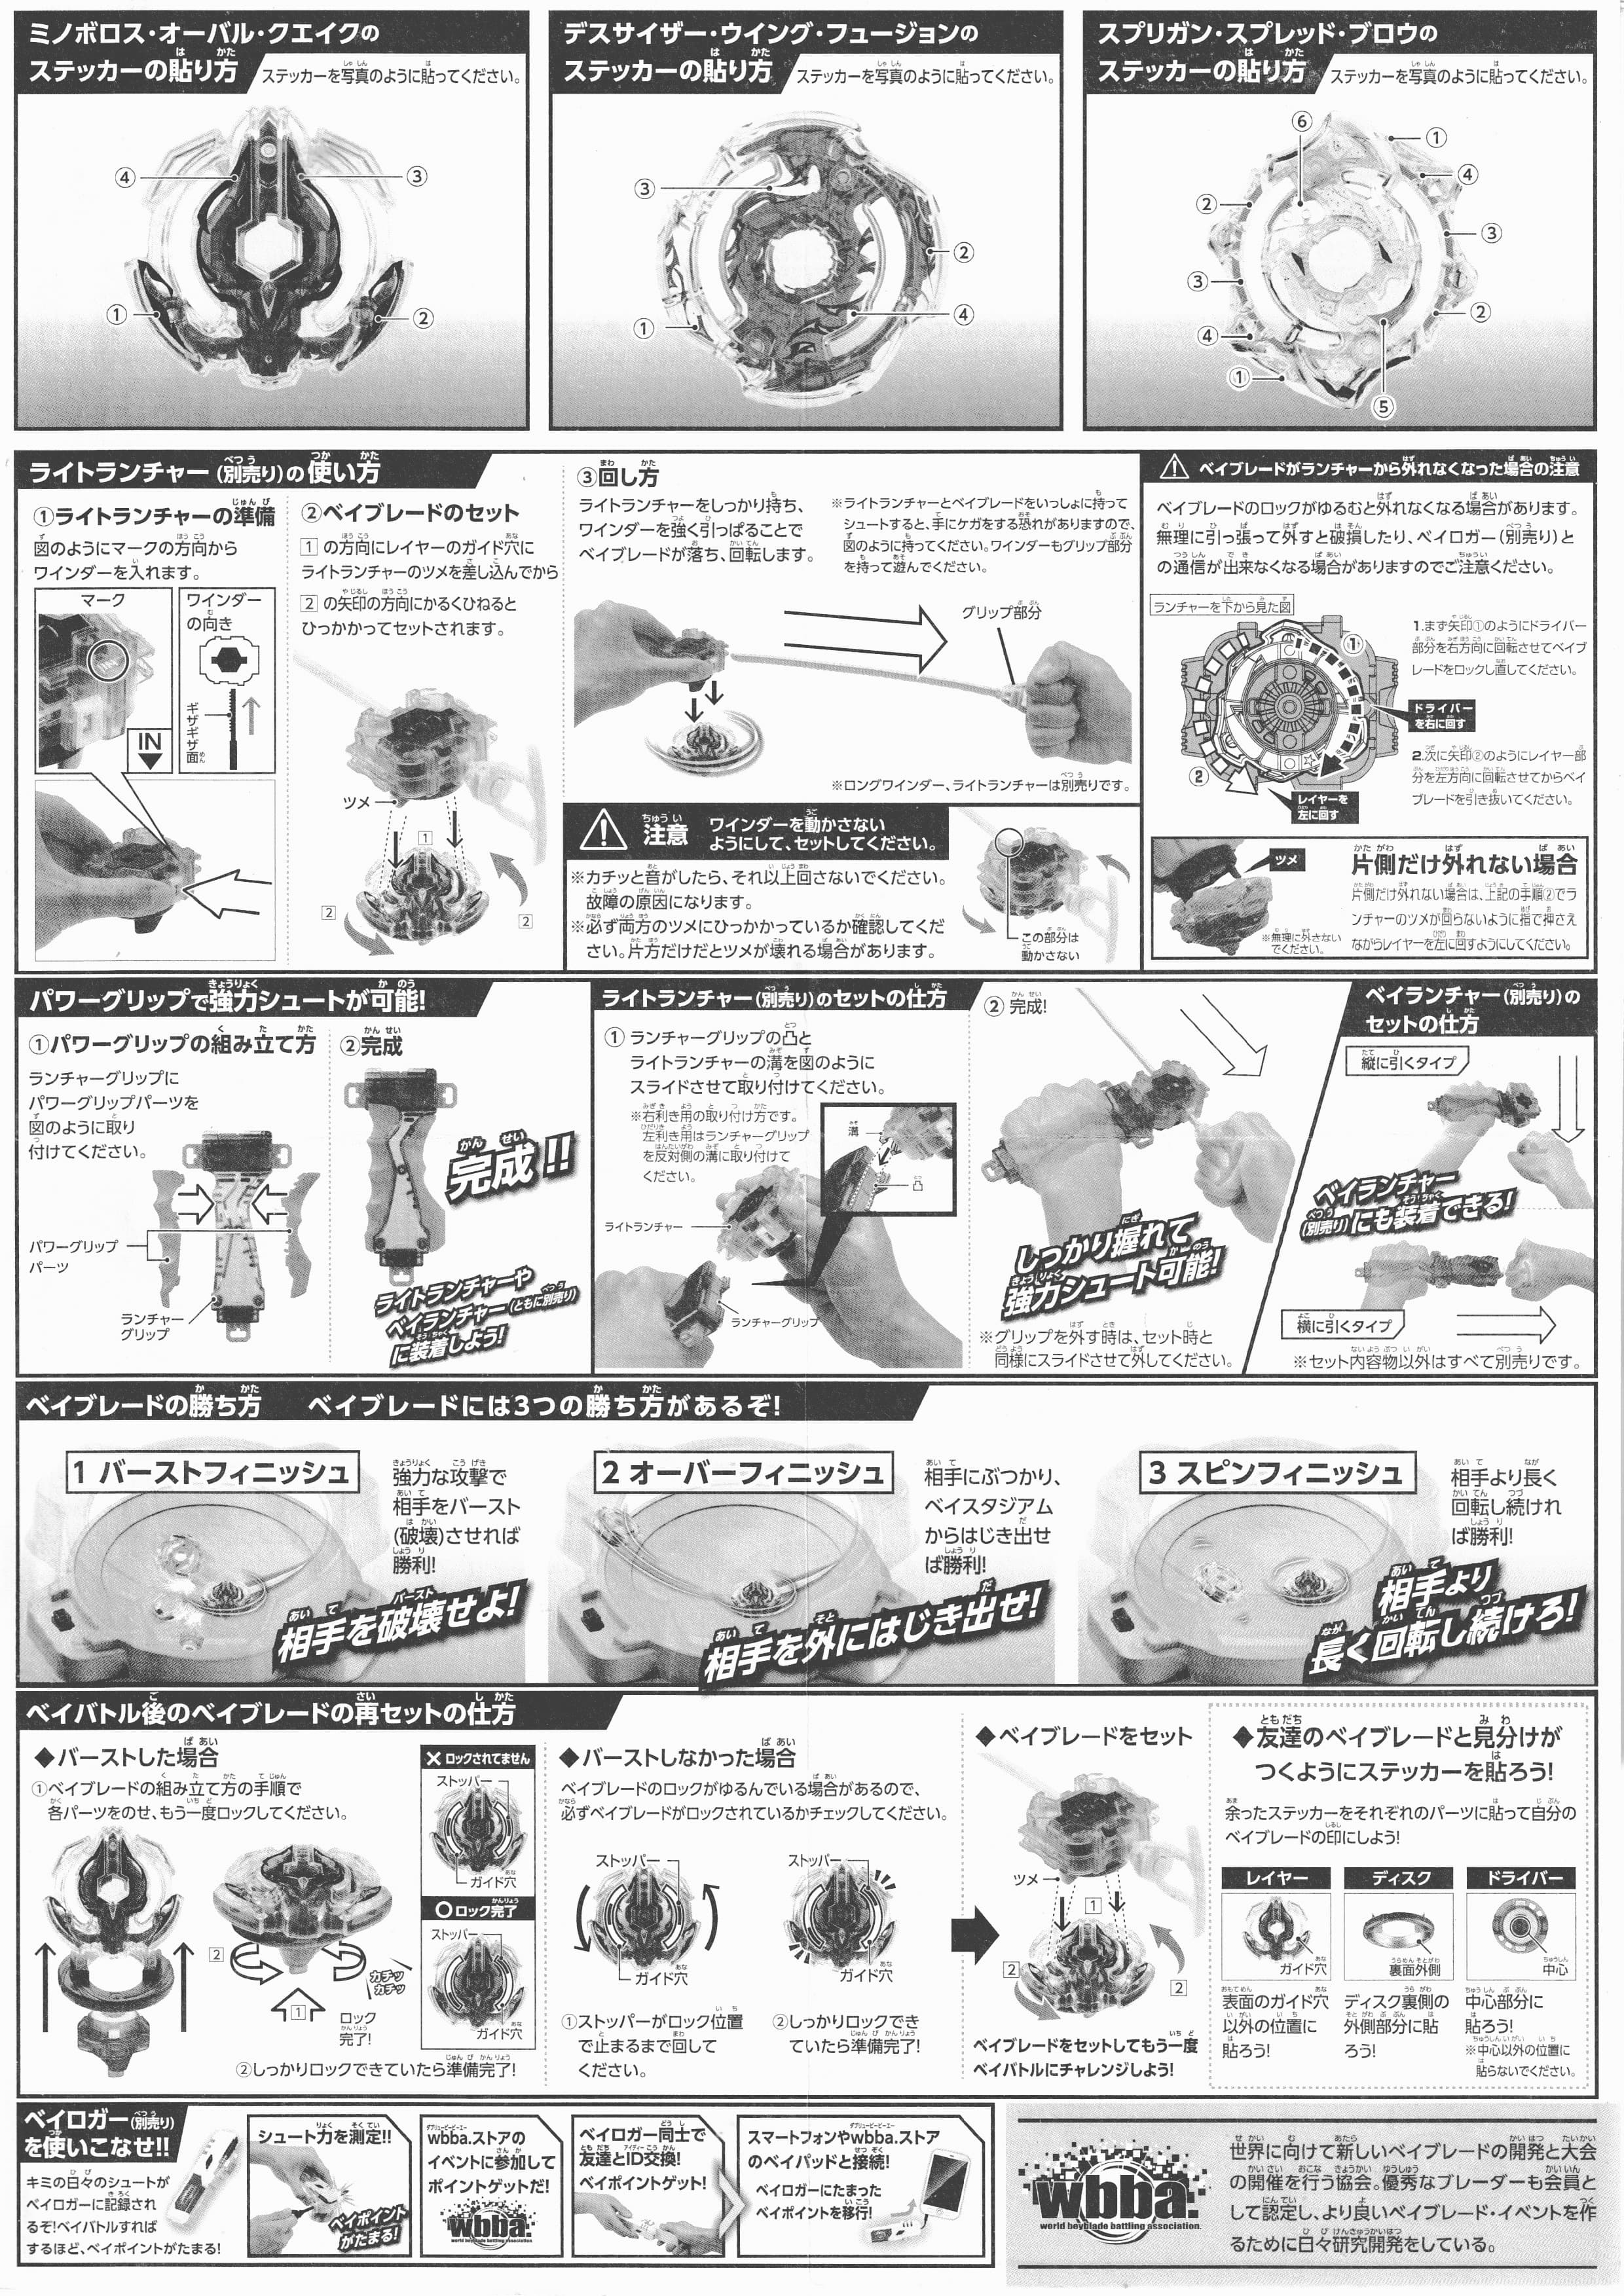 ミノボロス・オーバル・クエイクの
ステッカーの貼り方
ステッカーを写真のように貼ってください。
④
③
①
②
デスサイザー・ウイング・フュージョンの
ステッカーの貼り方
ステッカーを写真のように貼ってください。
③
②
①
④
スプリガン・スプレッド・ブロウの
ステッカーの貼り方
ステッカーを写真のように貼ってください。
⑥
①
④
②
③
③
②
④
①
⑤
ライトランチャー(別売り)の使い方
①ライトランチャーの準備
図のようにマークの方向から
ワインダーを入れます。
マーク
IN
ワインダー
の向き
ギザギザ面
②ベイブレードのセット
1 の方向にレイヤーのガイド穴に
ライトランチャーのツメを差し込んでから
2 の矢印の方向にかるくひねると
ひっかかってセットされます。
ツメ
1
2
2
③回し方
ライトランチャーをしっかり持ち、
ワインダーを強く引っぱることで
ベイブレードが落ち、回転します。
※ライトランチャーとベイブレードをいっしょに持って
シュートすると、手にケガをする恐れがありますので、
図のように持ってください。ワインダーもグリップ部分
を持って遊んでください。
グリップ部分
※ロングワインダー、ライトランチャーは別売りです。
注意
ワインダーを動かさない
ようにして、セットしてください。
※カチッと音がしたら、それ以上回さないでください。
故障の原因になります。
※必ず両方のツメにひっかかっているか確認してくだ
さい。片方だけだとツメが壊れる場合があります。
この部分は
動かさない
ベイブレードがランチャーから外れなくなった場合の注意
ベイブレードのロックがゆるむと外れなくなる場合があります。
無理に引っ張って外すと破損したり、ベイロガー(別売り)と
の通信が出来なくなる場合がありますのでご注意ください。
ランチャーを下から見た図
①
②
ドライバー
を右に回す
レイヤーを
左に回す
1.まず矢印①のようにドライバー
部分を右方向に回転させてベイブ
レードをロックし直してください。
2.次に矢印②のようにレイヤー部
分を左方向に回転させてからベイ
ブレードを引き抜いてください。
ツメ
※無理に外さない
でください。
片側だけ外れない場合
片側だけ外れない場合は、上記の手順②でラ
ンチャーのツメが回らないように指で押さえ
ながらレイヤーを左に回すようにしてください。
パワーグリップで強力シュートが可能!
①パワーグリップの組み立て方
ランチャーグリップに
パワーグリップパーツを
図のように取り
付けてください。
パワーグリップ
パーツ
ランチャー
グリップ
②完成
完成!!
ライトランチャーや
ベイランチャー(ともに別売り)
に装着しよう!
ライトランチャー(別売り)のセットの仕方
① ランチャーグリップの凸と
ライトランチャーの溝を図のように
スライドさせて取り付けてください。
※右利き用の取り付け方です。
左利き用はランチャーグリップ
を反対側の溝に取り付けて
ください。
溝
凸
ライトランチャー
ランチャーグリップ
② 完成!
しっかり握れて
強力シュート可能!
※グリップを外す時は、セット時と
同様にスライドさせて外してください。
ベイランチャー(別売り)の
セットの仕方
縦に引くタイプ
ベイランチャー
(別売り)にも装着できる!
横に引くタイプ
※セット内容物以外はすべて別売りです。
ベイブレードの勝ち方 ベイブレードには3つの勝ち方があるぞ!
1 バーストフィニッシュ
強力な攻撃で
相手をバースト
(破壊)させれば
勝利!
相手を破壊せよ!
2 オーバーフィニッシュ
相手にぶつかり、
ベイスタジアム
からはじき出せ
ば勝利!
相手を外にはじき出せ!
3 スピンフィニッシュ
相手より長く
回転し続けれ
ば勝利!
相手より
長く回転し続けろ!
ベイバトル後のベイブレードの再セットの仕方
◆バーストした場合
①ベイブレードの組み立て方の手順で
各パーツをのせ、もう一度ロックしてください。
2
1
カチッ
カチッ
ロック
完了!
②しっかりロックできていたら準備完了!
×ロックされてません
ストッパー
ガイド穴
○ロック完了
ストッパー
ガイド穴
◆バーストしなかった場合
ベイブレードのロックがゆるんでいる場合があるので、
必ずベイブレードがロックされているかチェックしてください。
ストッパー
ガイド穴
①ストッパーがロック位置
で止まるまで回して
ください。
ストッパー
ガイド穴
②しっかりロックでき
ていたら準備完了!
◆ベイブレードをセット
ツメ
1
2
2
ベイブレードをセットしてもう一度
ベイバトルにチャレンジしよう!
◆友達のベイブレードと見分けが
つくようにステッカーを貼ろう!
余ったステッカーをそれぞれのパーツに貼って自分の
ベイブレードの印にしよう!
レイヤー
ガイド穴
表面のガイド穴
以外の位置に
貼ろう!
ディスク
裏面外側
ディスク裏側の
外側部分に貼
ろう!
ドライバー
中心
中心部分に
貼ろう!
※中心以外の位置に
貼らないでください。
ベイロガー(別売り)
を使いこなせ!!
キミの日々のシュートが
ベイロガーに記録され
るぞ!ベイバトルすれば
するほど、ベイポイントがたまる!
シュート力を測定!!
ベイポイント
がたまる!
wbba.ストアの
イベントに参加して
ポイントゲットだ!
wbba.
world beyblade battling association.
ベイロガー同士で
友達とID交換!
ベイポイントゲット!
スマートフォンやwbba.ストア
のベイパッドと接続!
ベイロガーにたまった
ベイポイントを移行!
wbba.
world beyblade battling association.
世界に向けて新しいベイブレードの開発と大会
の開催を行う協会。優秀なブレーダーも会員と
して認定し、より良いベイブレード・イベントを作
るために日々研究開発をしている。